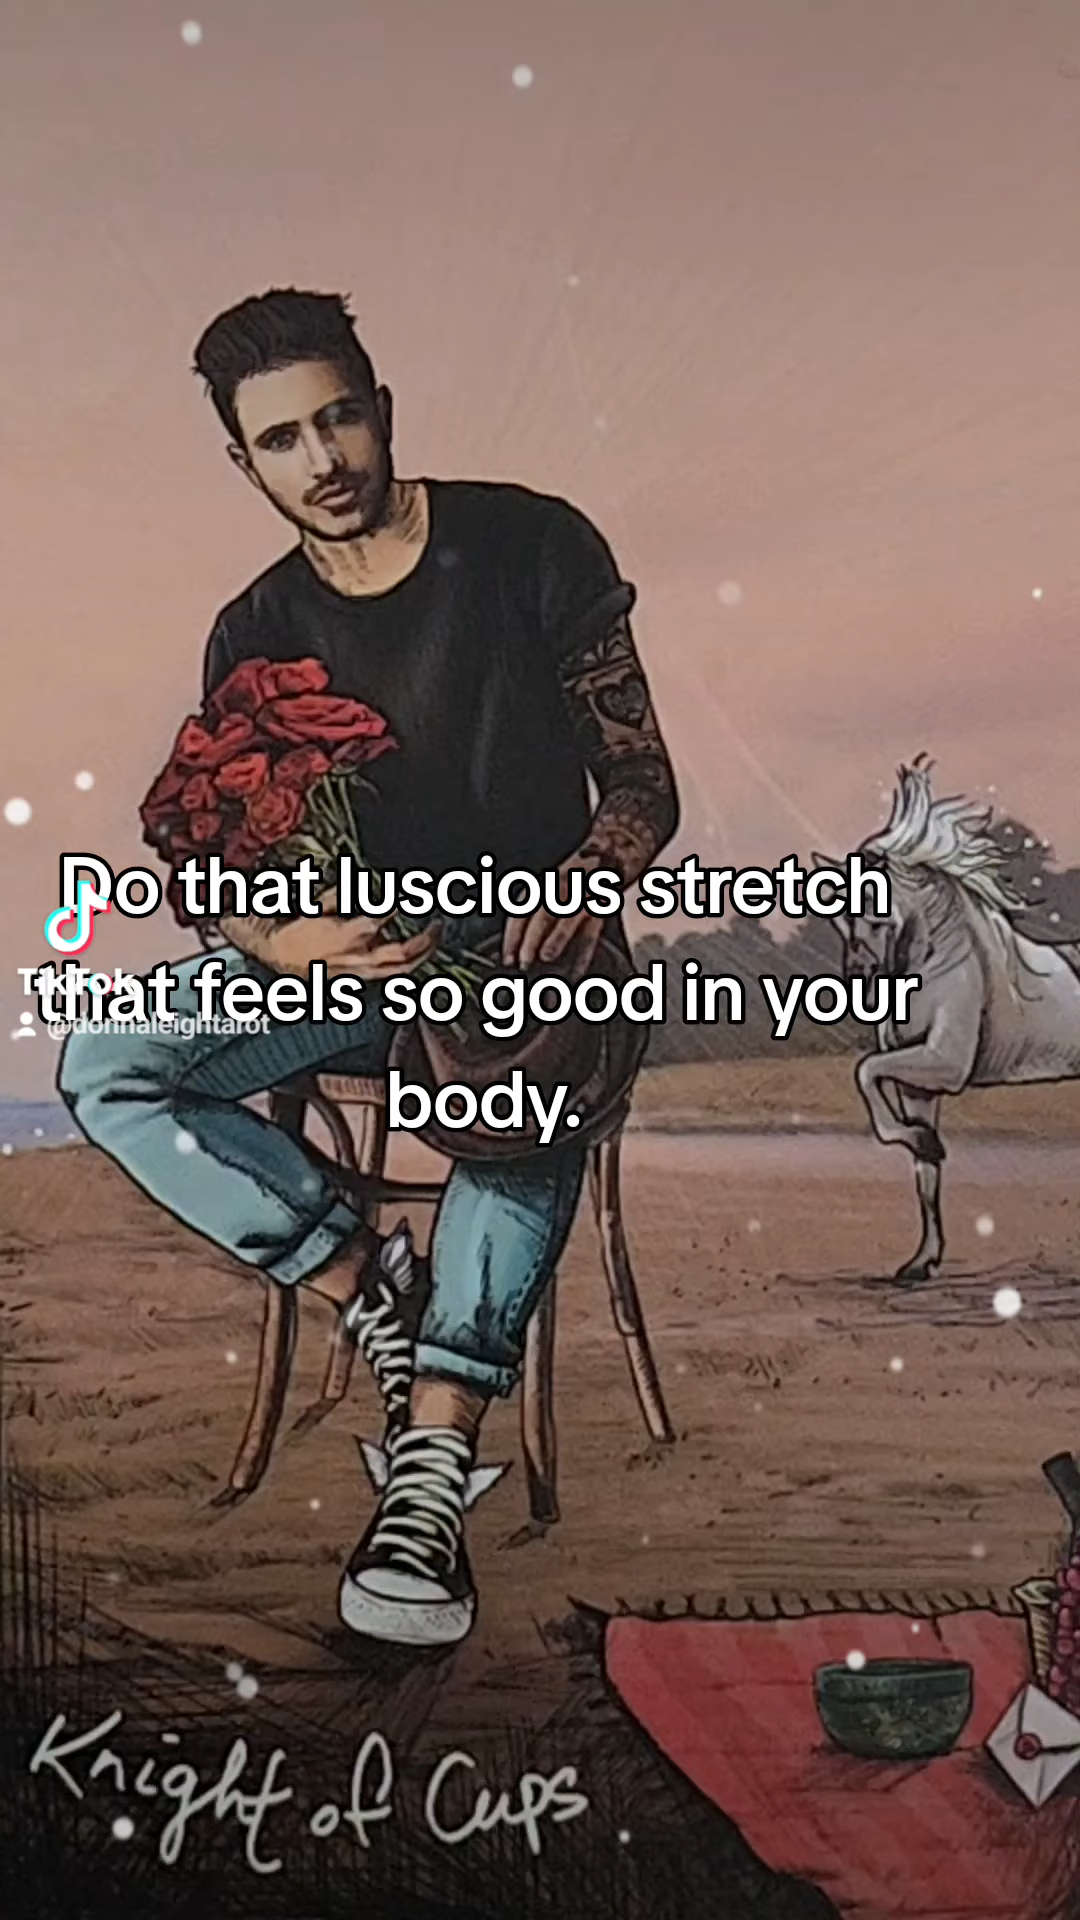 Do that luscious stretch
that feels so good in your
body.
TikTok
@donnaleightarot
Knight of Cups